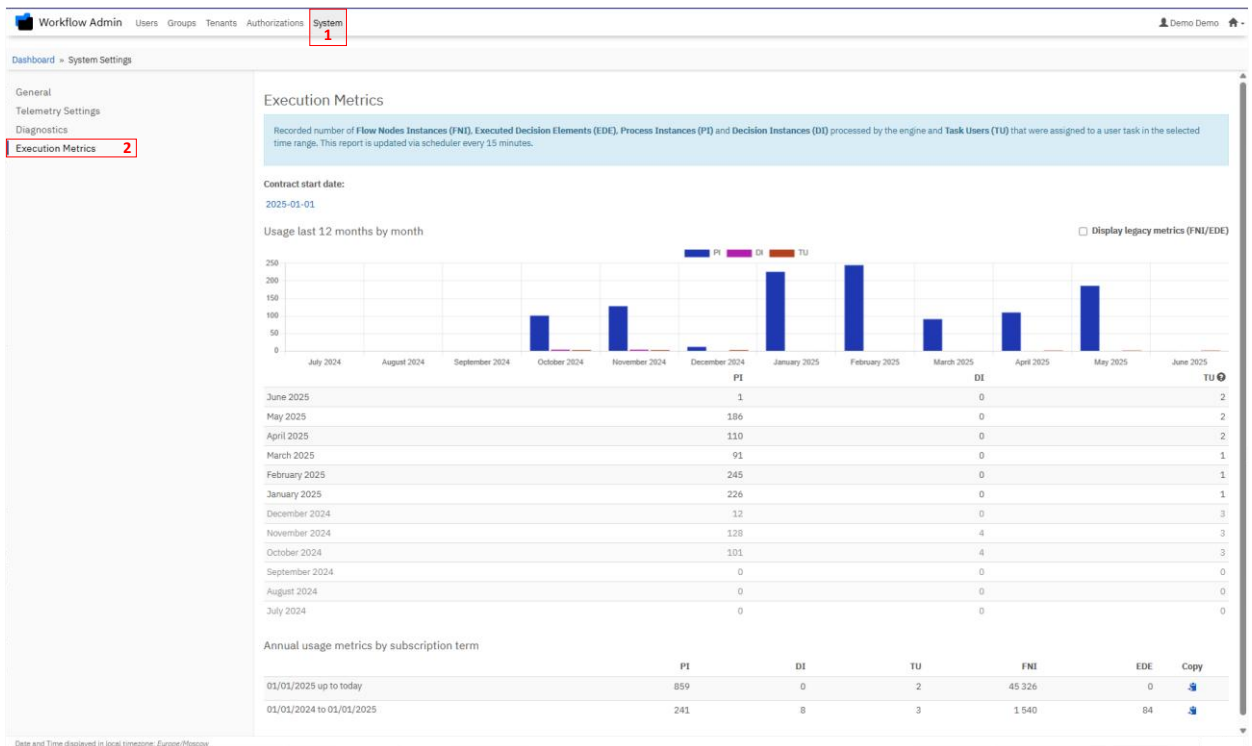 Workflow Admin Users Groups Tenants Authorizations System Demo Demo
1
Dashboard » System Settings
General
Telemetry Settings
Diagnostics
Execution Metrics 2
Execution Metrics
Recorded number of Flow Nodes Instances (FNI), Executed Decision Elements (EDE), Process Instances (PI) and Decision Instances (DI) processed by the engine and Task Users (TU) that were assigned to a user task in the selected
time range. This report is updated via scheduler every 15 minutes.
Contract start date:
2025-01-01
Usage last 12 months by month Display legacy metrics (FNI/EDE)
PI DI TU
250
200
150
100
50
0
July 2024 August 2024 September 2024 October 2024 November 2024 December 2024 January 2025 February 2025 March 2025 April 2025 May 2025 June 2025
PI DI TU
June 2025 1 0 2
May 2025 186 0 2
April 2025 110 0 2
March 2025 91 0 1
February 2025 245 0 1
January 2025 226 0 1
December 2024 12 0 3
November 2024 128 4 3
October 2024 101 4 3
September 2024 0 0 0
August 2024 0 0 0
July 2024 0 0 0
Annual usage metrics by subscription term
PI DI TU FNI EDE Copy
01/01/2025 up to today 859 0 2 45 326 0
01/01/2024 to 01/01/2025 241 8 3 1 540 84
Date and Time displayed in local timezone: Europe/Moscow